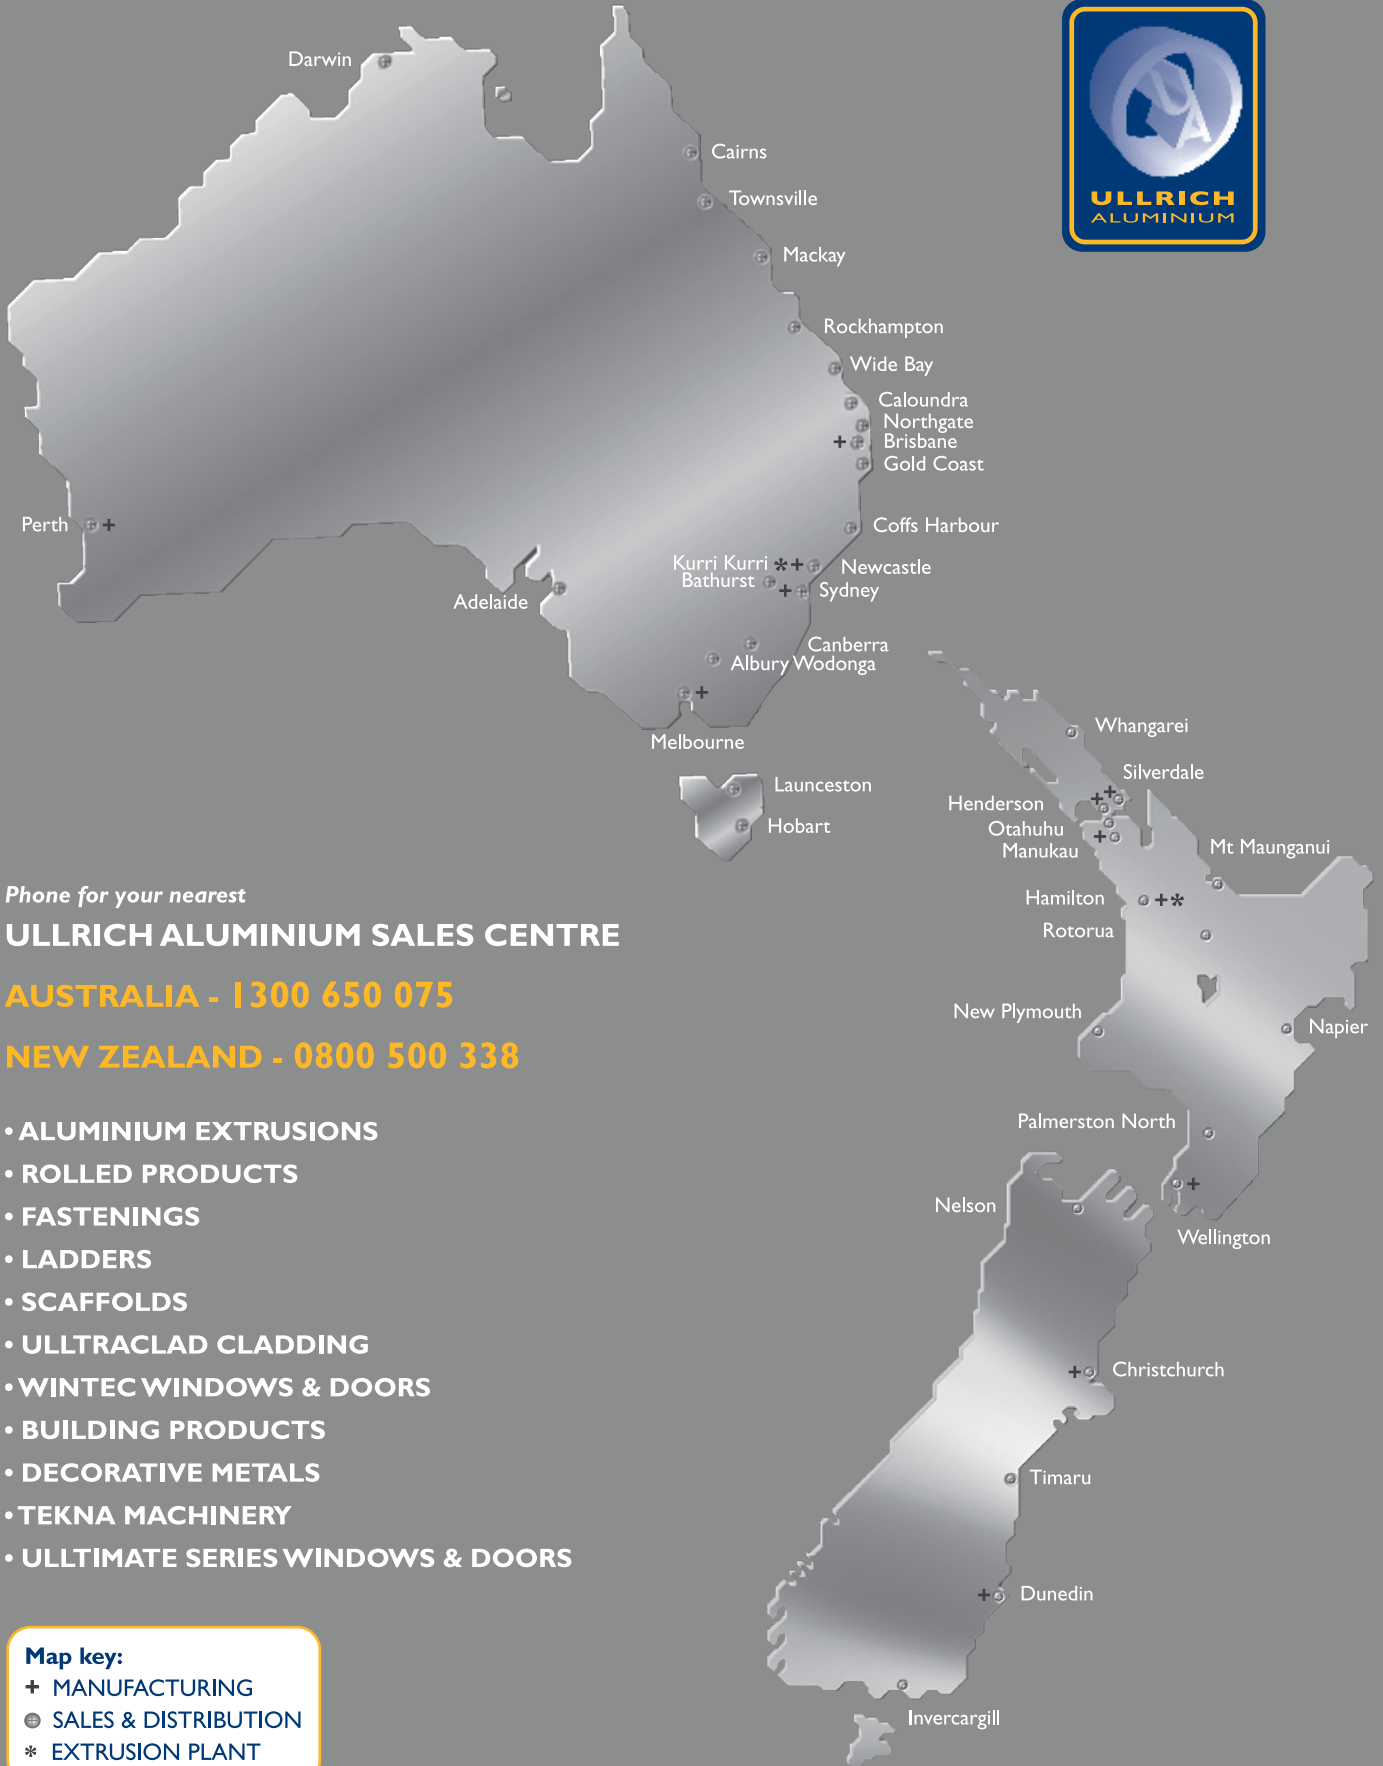 Darwin
Cairns
Townsville
Mackay
Rockhampton
Wide Bay
Caloundra
Northgate
+ Brisbane
Gold Coast
Perth +
Coffs Harbour
Kurri Kurri *+ Newcastle
Bathurst + Sydney
Adelaide
Canberra
Albury Wodonga
+
Melbourne
Launceston
Hobart
UA
ULLRICH
ALUMINIUM
Whangarei
Silverdale
Henderson ++
Otahuhu
Manukau +
Mt Maunganui
Hamilton +*
Rotorua
New Plymouth
Napier
Palmerston North
Nelson
+
Wellington
+ Christchurch
Timaru
+ Dunedin
Invercargill
Phone for your nearest
ULLRICH ALUMINIUM SALES CENTRE
AUSTRALIA - 1300 650 075
NEW ZEALAND - 0800 500 338
• ALUMINIUM EXTRUSIONS
• ROLLED PRODUCTS
• FASTENINGS
• LADDERS
• SCAFFOLDS
• ULLTRACLAD CLADDING
• WINTEC WINDOWS & DOORS
• BUILDING PRODUCTS
• DECORATIVE METALS
• TEKNA MACHINERY
• ULLTIMATE SERIES WINDOWS & DOORS
Map key:
+ MANUFACTURING
SALES & DISTRIBUTION
* EXTRUSION PLANT